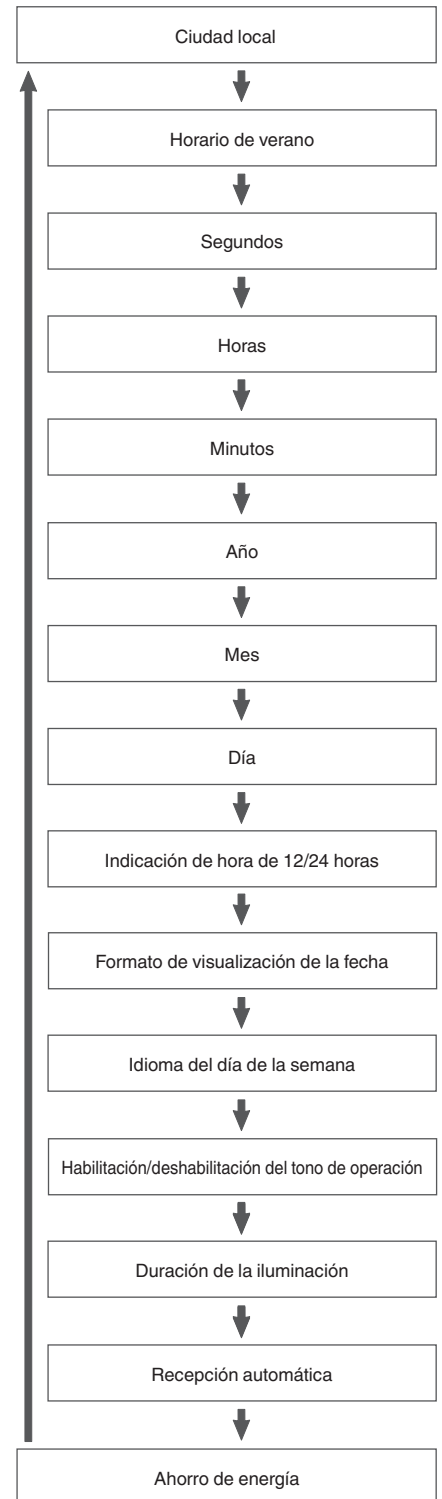 Ciudad local
Horario de verano
Segundos
Horas
Minutos
Año
Mes
Día
Indicación de hora de 12/24 horas
Formato de visualización de la fecha
Idioma del día de la semana
Habilitación/deshabilitación del tono de operación
Duración de la iluminación
Recepción automática
Ahorro de energía